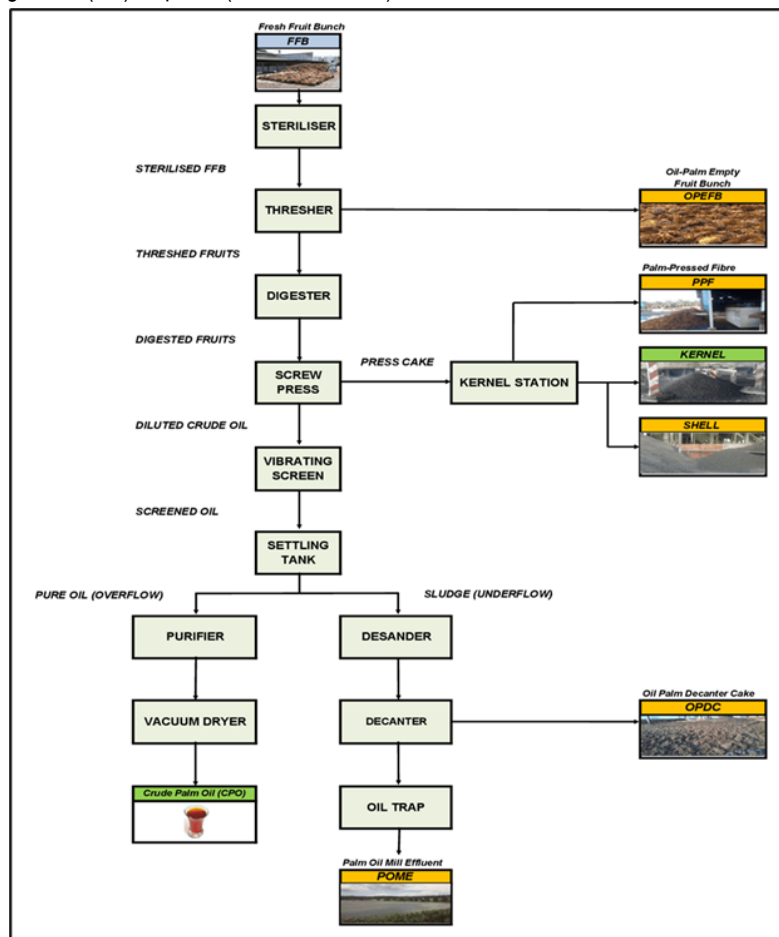 Fresh Fruit Bunch
FFB
STERILISER
STERILISED FFB
Oil-Palm Empty
Fruit Bunch
OPEFB
THRESHER
THRESHED FRUITS
Palm-Pressed Fibre
PPF
DIGESTER
DIGESTED FRUITS
PRESS CAKE
KERNEL
SCREW
PRESS
KERNEL STATION
SHELL
DILUTED CRUDE OIL
VIBRATING
SCREEN
SCREENED OIL
SETTLING
TANK
PURE OIL (OVERFLOW)
SLUDGE (UNDERFLOW)
PURIFIER
DESANDER
Oil Palm Decanter Cake
OPDC
VACUUM DRYER
DECANTER
Crude Palm Oil (CPO)
OIL TRAP
Palm Oil Mill Effluent
POME